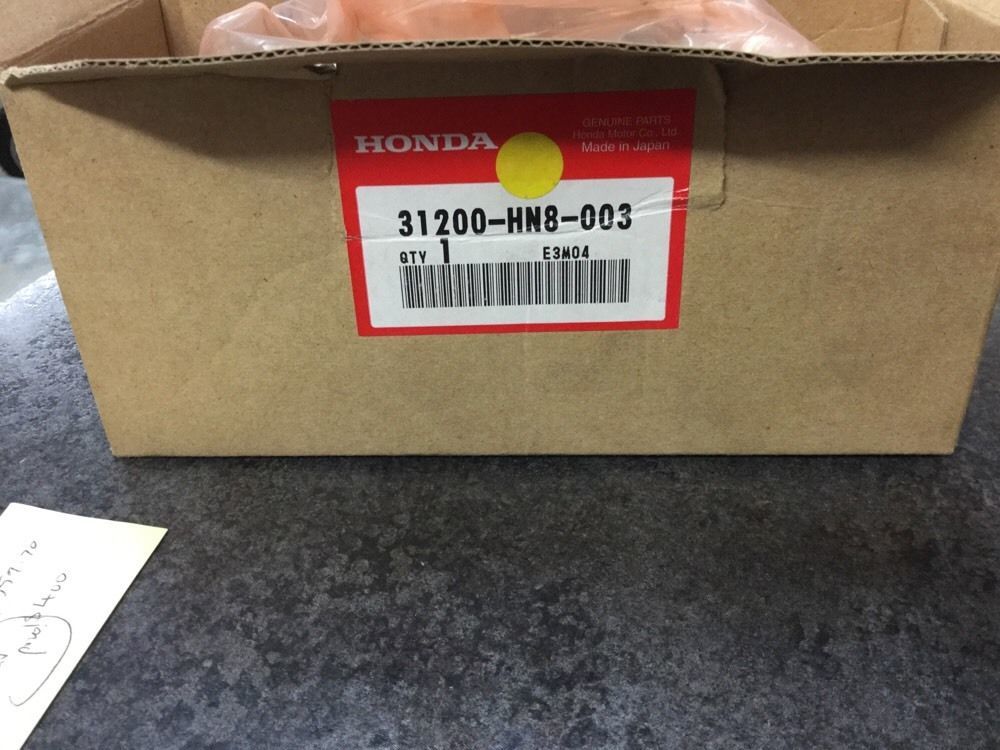 HONDA
GENUINE PARTS
Honda Motor Co., Ltd.
Made in Japan
31200-HN8-003
QTY 1 E3M04